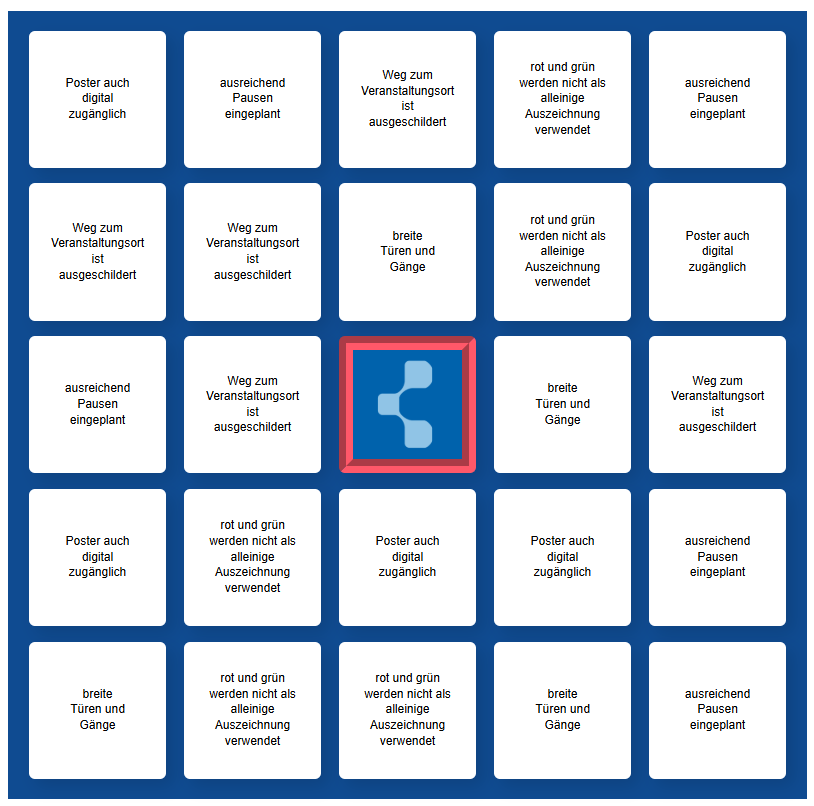 Poster auch
digital
zugänglich
ausreichend
Pausen
eingeplant
Weg zum
Veranstaltungsort
ist
ausgeschildert
rot und grün
werden nicht als
alleinige
Auszeichnung
verwendet
ausreichend
Pausen
eingeplant
Weg zum
Veranstaltungsort
ist
ausgeschildert
Weg zum
Veranstaltungsort
ist
ausgeschildert
breite
Türen und
Gänge
rot und grün
werden nicht als
alleinige
Auszeichnung
verwendet
Poster auch
digital
zugänglich
ausreichend
Pausen
eingeplant
Weg zum
Veranstaltungsort
ist
ausgeschildert
breite
Türen und
Gänge
Weg zum
Veranstaltungsort
ist
ausgeschildert
Poster auch
digital
zugänglich
rot und grün
werden nicht als
alleinige
Auszeichnung
verwendet
Poster auch
digital
zugänglich
Poster auch
digital
zugänglich
ausreichend
Pausen
eingeplant
breite
Türen und
Gänge
rot und grün
werden nicht als
alleinige
Auszeichnung
verwendet
rot und grün
werden nicht als
alleinige
Auszeichnung
verwendet
breite
Türen und
Gänge
ausreichend
Pausen
eingeplant